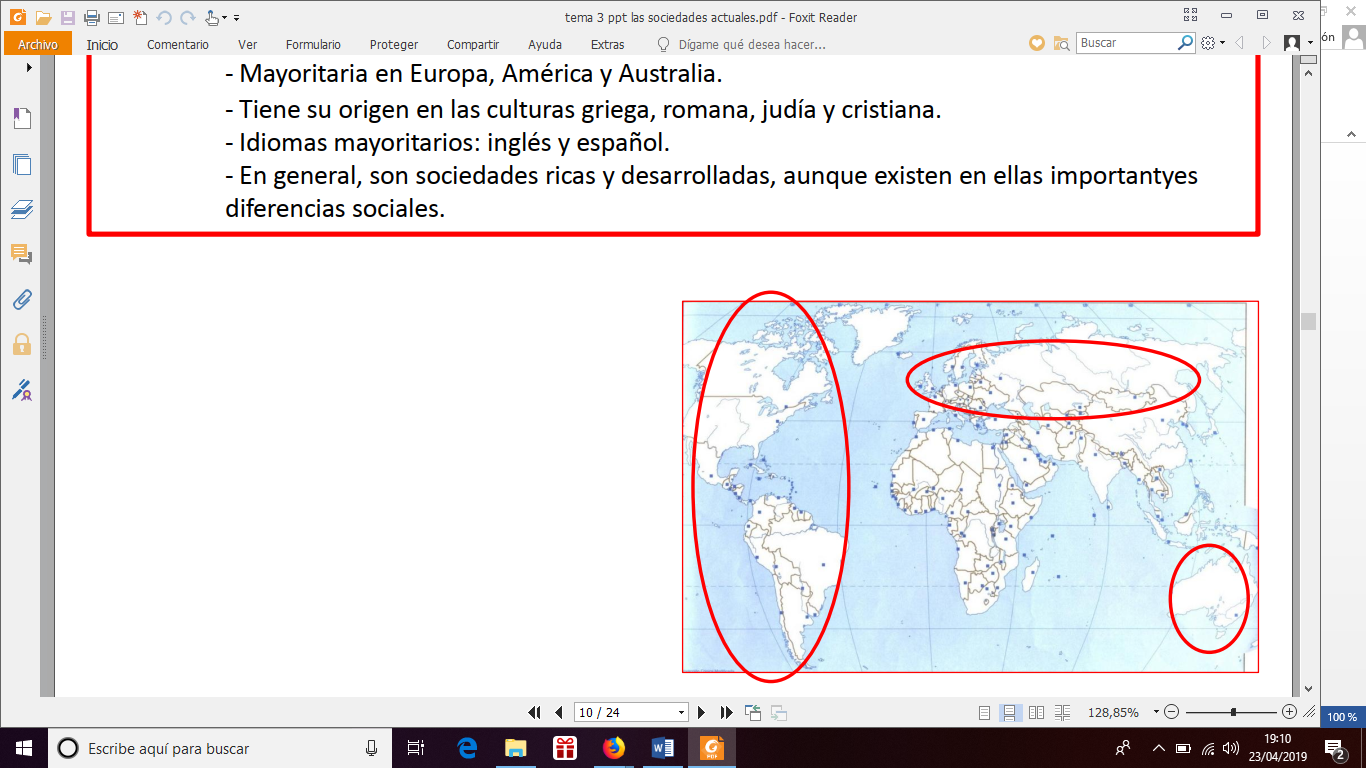 tema 3 ppt las sociedades actuales.pdf - Foxit Reader
Archivo Inicio Comentario Ver Formulario Proteger Compartir Ayuda Extras Dígame qué desea hacer... Buscar
ón
- Mayoritaria en Europa, América y Australia.
- Tiene su origen en las culturas griega, romana, judía y cristiana.
- Idiomas mayoritarios: inglés y español.
- En general, son sociedades ricas y desarrolladas, aunque existen en ellas importantyes
diferencias sociales.
10 / 24 128,85%
100 %
Escribe aquí para buscar
PDF
19:10
23/04/2019
2